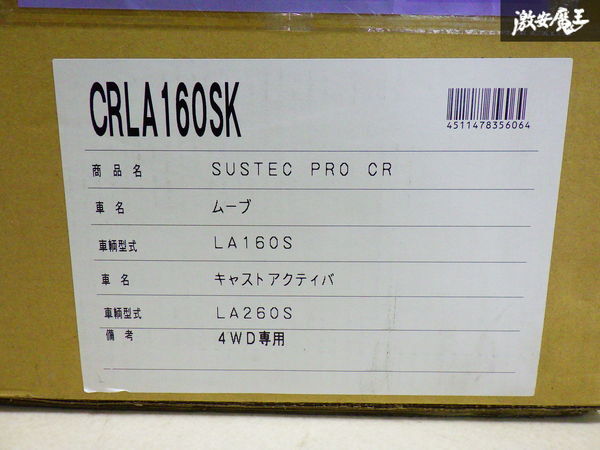 激安魔王
CRLA160SK
4511478356064
商品名 SUSTEC PRO CR
車名 ムーブ
車輌型式 LA160S
車名 キャストアクティバ
車輌型式 LA260S
備考 4WD専用